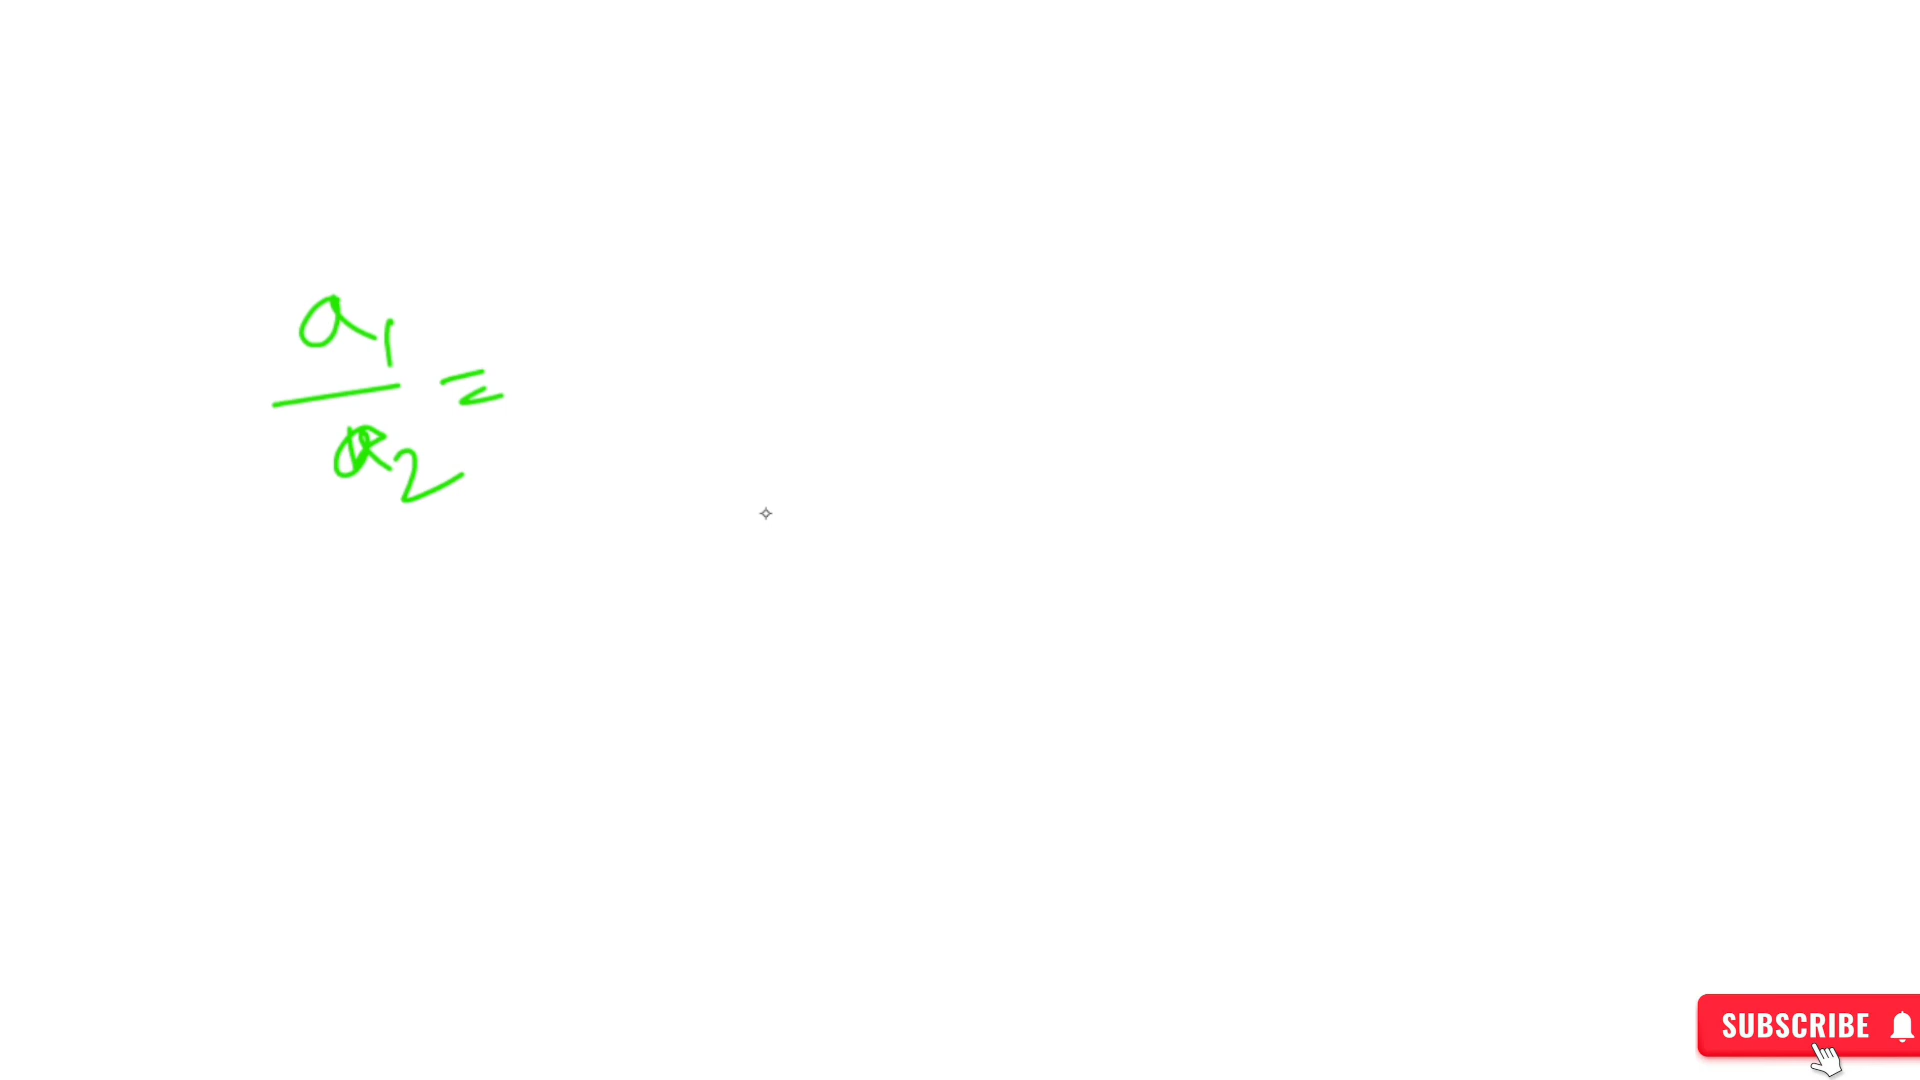 a₁
—— =
a₂
SUBSCRIBE